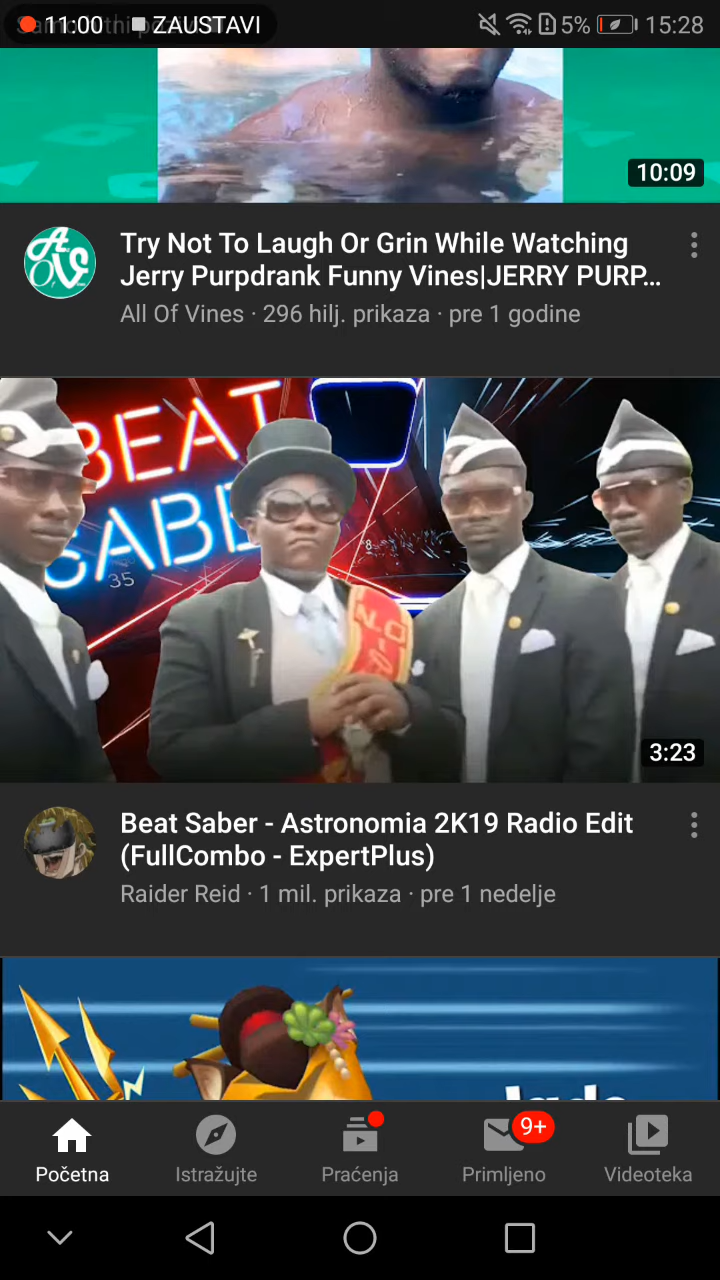 11:00 ZAUSTAVI 5% 15:28
10:09
Try Not To Laugh Or Grin While Watching
Jerry Purpdrank Funny Vines|JERRY PURP...
All Of Vines · 296 hilj. prikaza · pre 1 godine
BEAT
SABE
35
8
3:23
Beat Saber - Astronomia 2K19 Radio Edit
(FullCombo - ExpertPlus)
Raider Reid · 1 mil. prikaza · pre 1 nedelje
9+
Početna Istražujte Praćenja Primljeno Videoteka